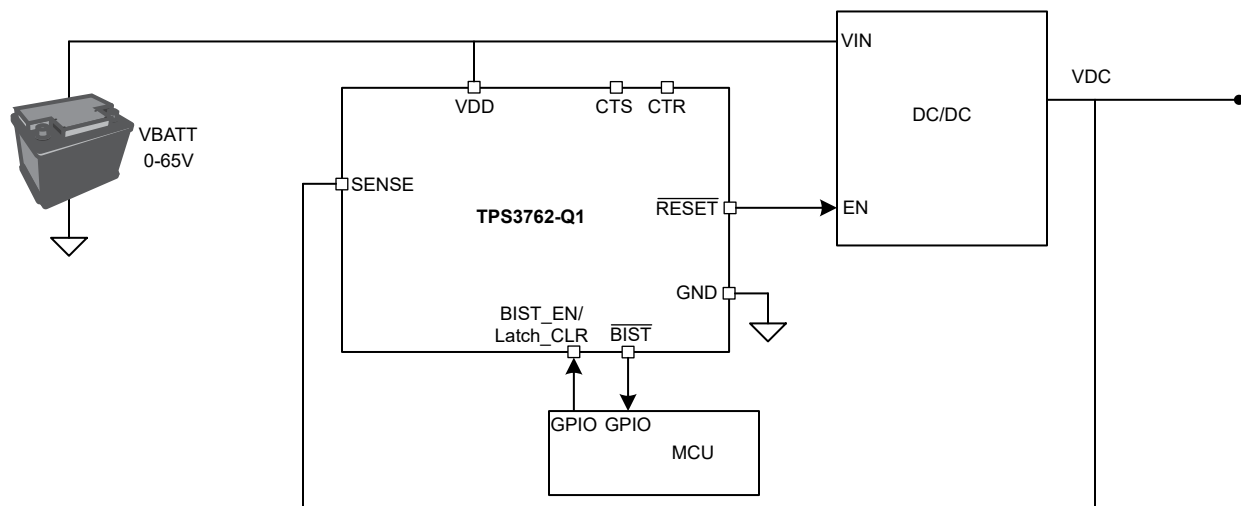 VIN
VDC
DC/DC
VDD
CTS
CTR
VBATT
0-65V
SENSE
TPS3762-Q1
RESET
EN
GND
BIST_EN/
Latch_CLR
BIST
GPIO
GPIO
MCU